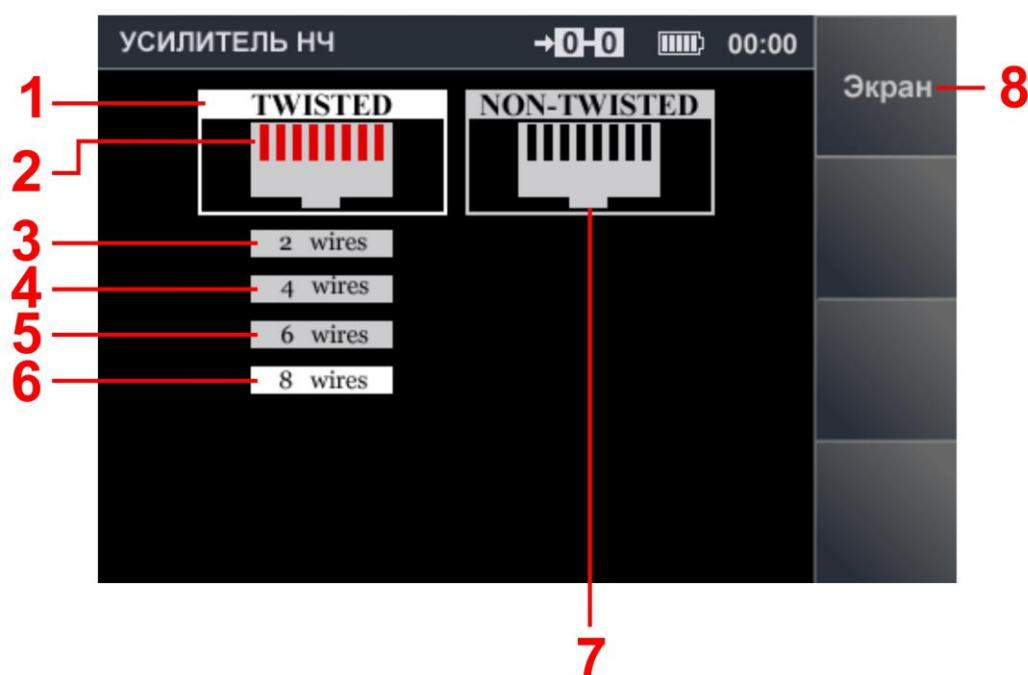 УСИЛИТЕЛЬ НЧ →0-0 00:00
Экран
8
1
TWISTED NON-TWISTED
2
3
2 wires
4
4 wires
5
6 wires
6
8 wires
7